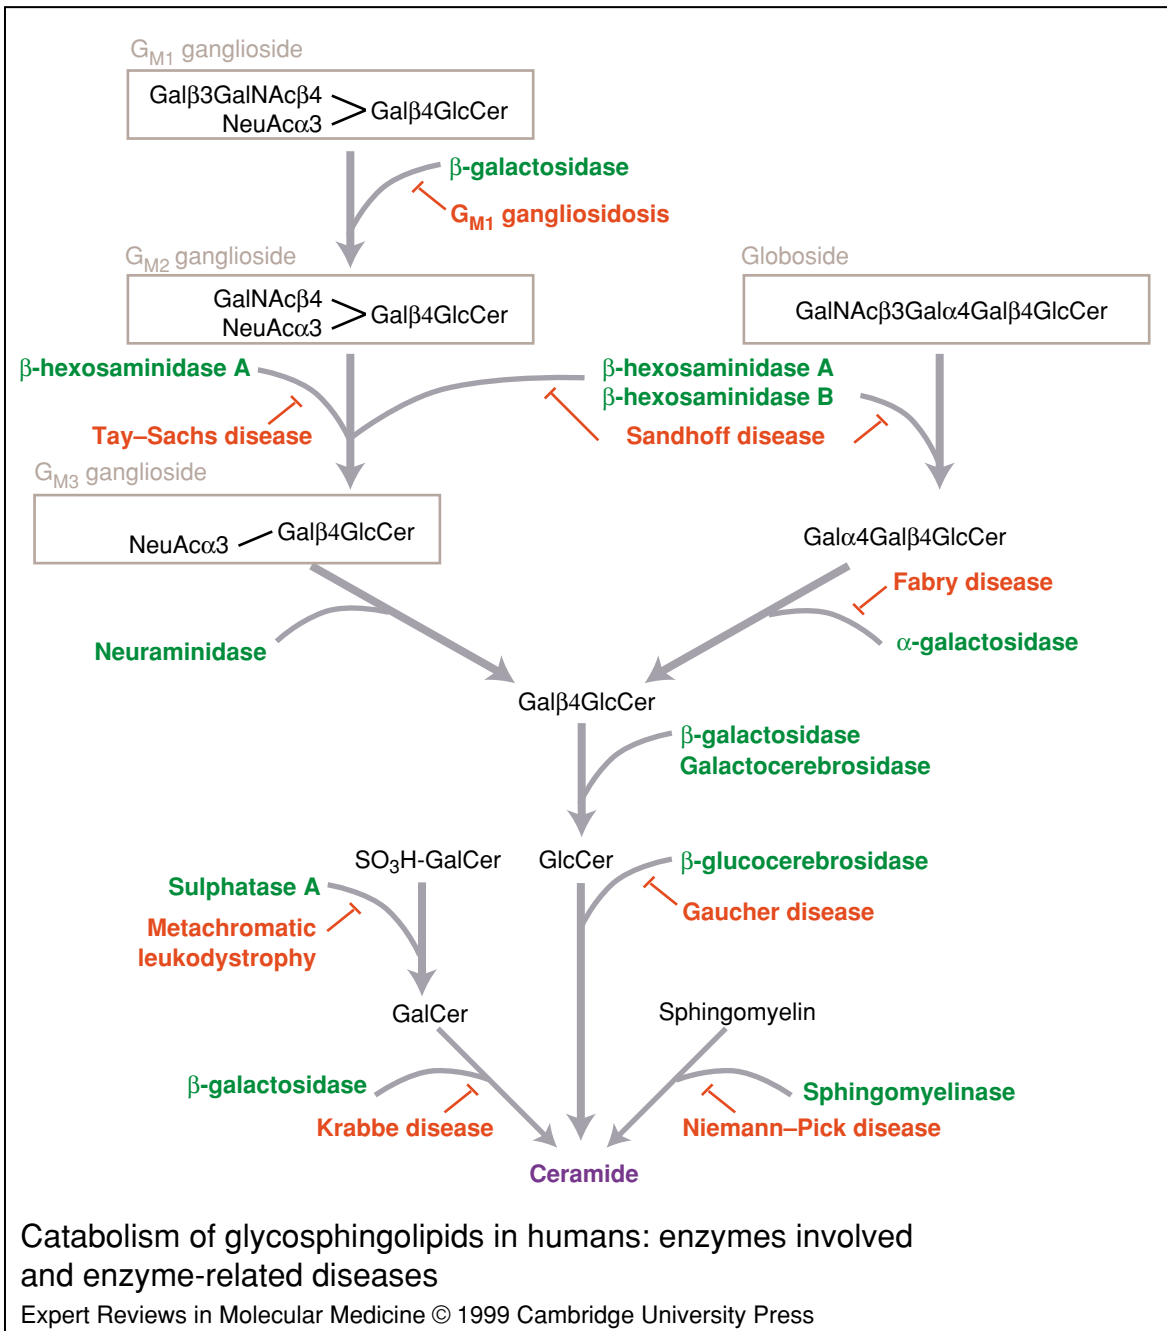 GM1 ganglioside
Galβ3GalNAcβ4
NeuAcα3
Galβ4GlcCer
β-galactosidase
GM1 gangliosidosis
GM2 ganglioside
GalNAcβ4
NeuAcα3
Galβ4GlcCer
Globoside
GalNAcβ3Galα4Galβ4GlcCer
β-hexosaminidase A
Tay–Sachs disease
β-hexosaminidase A
β-hexosaminidase B
Sandhoff disease
GM3 ganglioside
NeuAcα3
Galβ4GlcCer
Galα4Galβ4GlcCer
Fabry disease
α-galactosidase
Neuraminidase
Galβ4GlcCer
β-galactosidase
Galactocerebrosidase
SO3H-GalCer
GlcCer
β-glucocerebrosidase
Sulphatase A
Gaucher disease
Metachromatic
leukodystrophy
GalCer
Sphingomyelin
β-galactosidase
Krabbe disease
Sphingomyelinase
Niemann–Pick disease
Ceramide
Catabolism of glycosphingolipids in humans: enzymes involved
and enzyme-related diseases
Expert Reviews in Molecular Medicine © 1999 Cambridge University Press